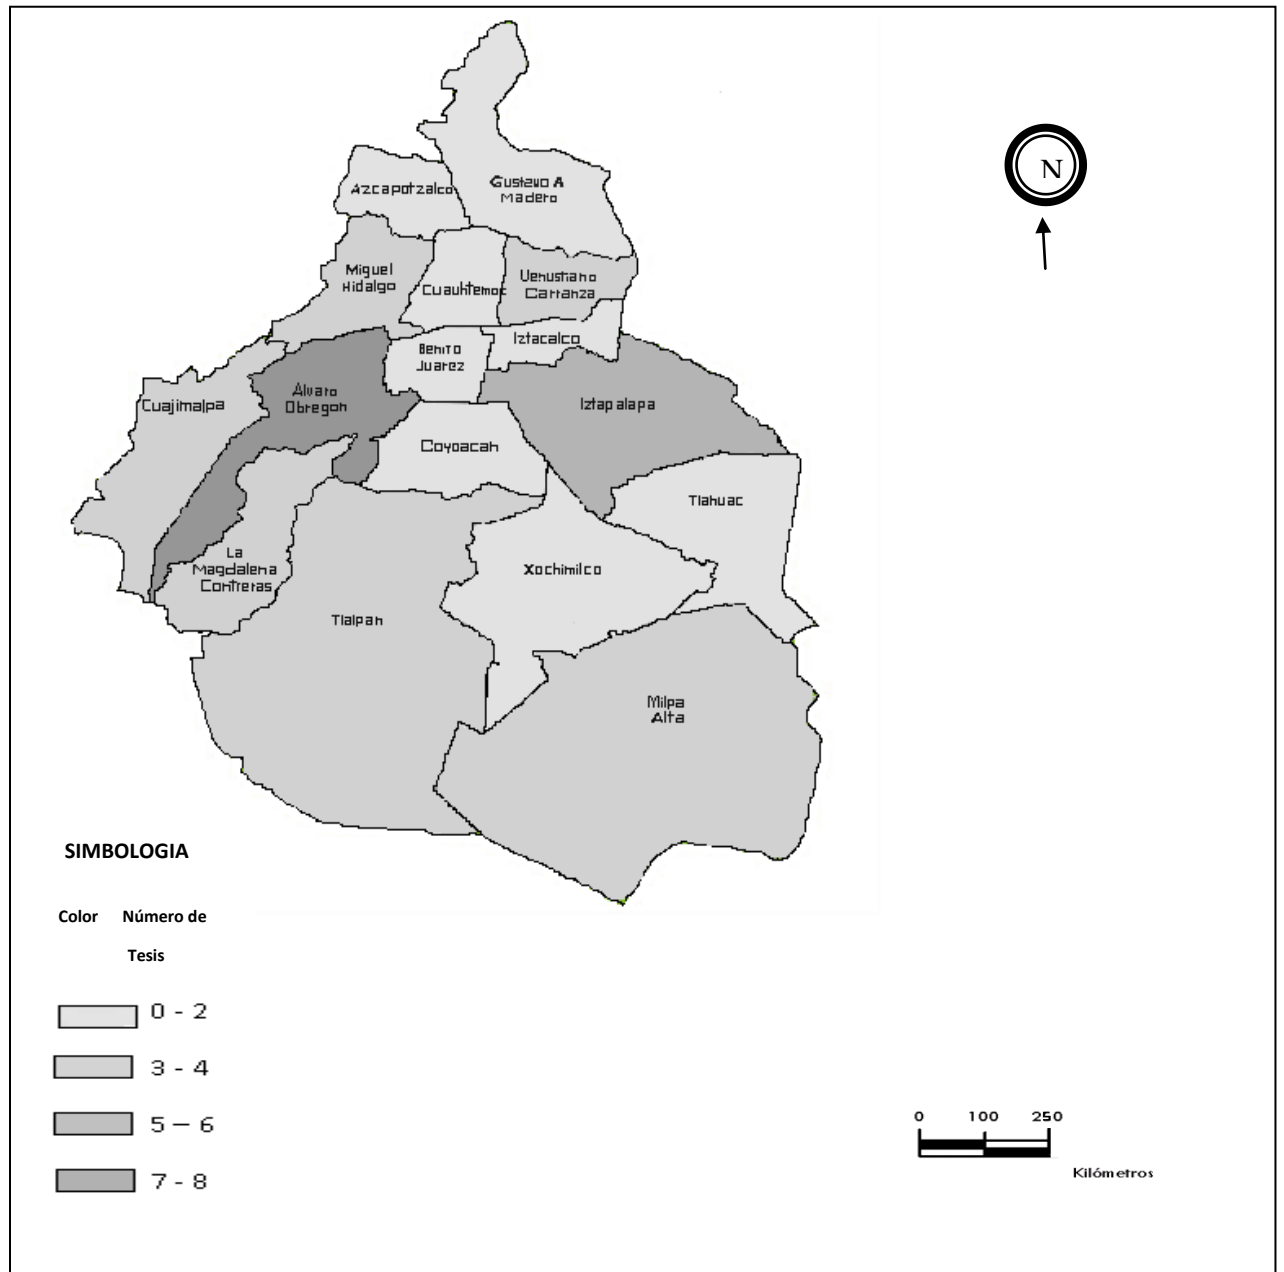 N
Azcapotzalco
Gustavo A
Madero
Miguel
Hidalgo
Cuauhtemoc
Venustiano
Carranza
Iztacalco
Benito
Juarez
Cuajimalpa
Alvaro
Obregon
Iztapalapa
Coyoacan
Tlahuac
La
Magdalena
Contreras
Xochimilco
Tlalpan
Milpa
Alta
SIMBOLOGIA
Color Número de
Tesis
0 - 2
3 - 4
5 – 6
7 - 8
0 100 250
Kilómetros